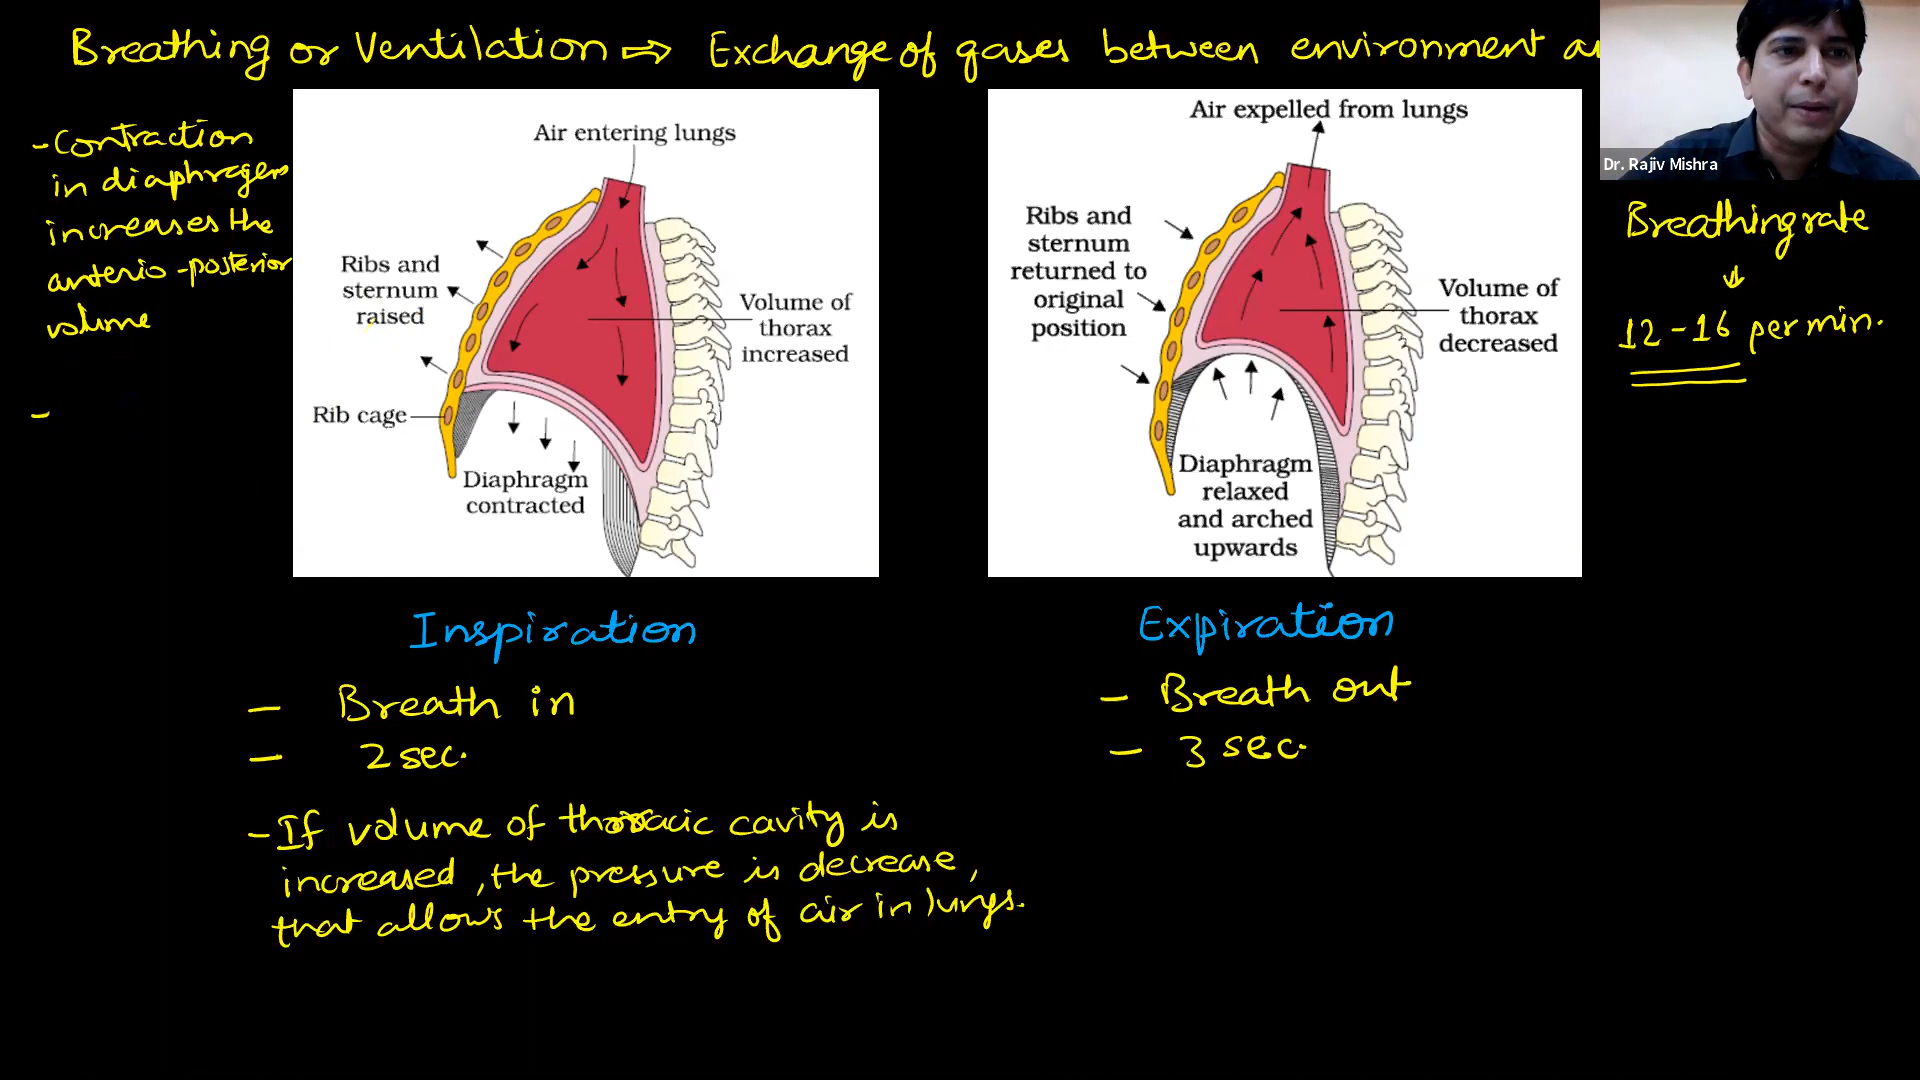 Breathing or Ventilation ⇒ Exchange of gases between environment a
Dr. Rajiv Mishra
- Contraction
in diaphragm
increases the
anterio-posterior
volume
-
Air entering lungs
Ribs and
sternum
raised
Rib cage
Diaphragm
contracted
Volume of
thorax
increased
Air expelled from lungs
Ribs and
sternum
returned to
original
position
Volume of
thorax
decreased
Diaphragm
relaxed
and arched
upwards
Breathing rate
↓
12-16 per min.
Inspiration
- Breath in
- 2 sec.
- If volume of thoracic cavity is
increased, the pressure is decrease,
that allows the entry of air in lungs.
Expiration
- Breath out
- 3 sec.